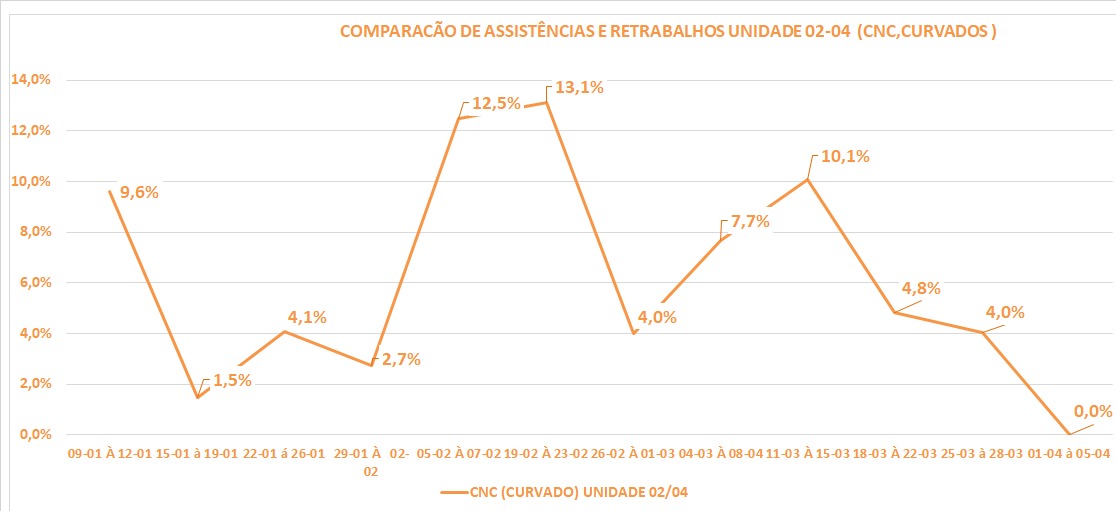 COMPARACÃO DE ASSISTÊNCIAS E RETRABALHOS UNIDADE 02-04 (CNC,CURVADOS )
14,0%
12,0%
10,0%
8,0%
6,0%
4,0%
2,0%
0,0%
9,6%
1,5%
4,1%
2,7%
12,5%
13,1%
4,0%
7,7%
10,1%
4,8%
4,0%
0,0%
09-01 À 12-01
15-01 à 19-01
22-01 á 26-01
29-01 À 02-
02
05-02 À 07-02
19-02 À 23-02
26-02 À 01-03
04-03 À 08-04
11-03 À 15-03
18-03 À 22-03
25-03 à 28-03
01-04 à 05-04
CNC (CURVADO) UNIDADE 02/04